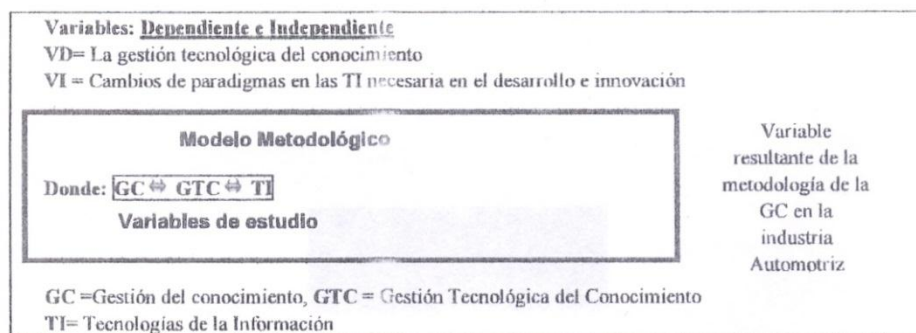 Variables: Dependiente e Independiente
VD= La gestión tecnológica del conocimiento
VI = Cambios de paradigmas en las TI necesaria en el desarrollo e innovación
Modelo Metodológico
Donde: GC ⇔ GTC ⇔ TI
Variables de estudio
Variable
resultante de la
metodología de la
GC en la
industria
Automotriz
GC =Gestión del conocimiento, GTC = Gestión Tecnológica del Conocimiento
TI= Tecnologías de la Información